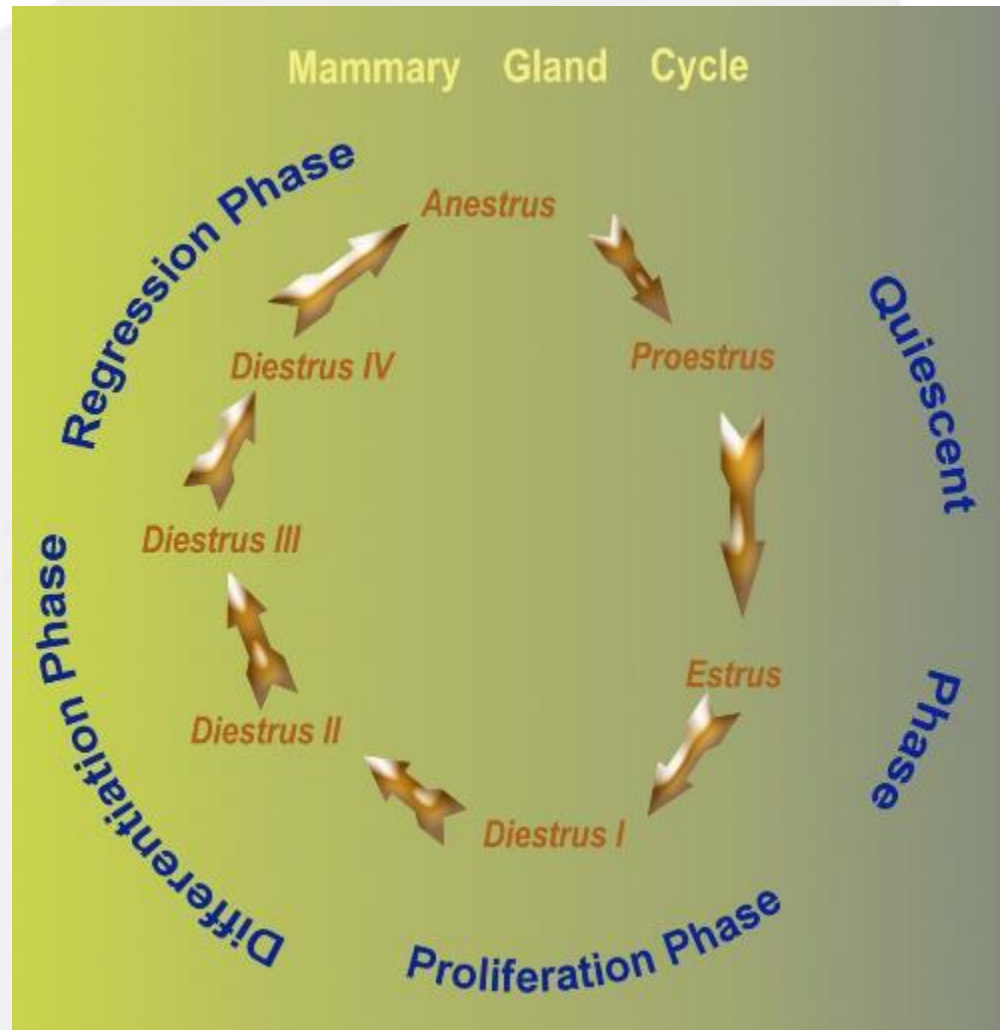 Mammary Gland Cycle
Regression Phase
Anestrus
Proestrus
Quiescent
Diestrus IV
Diestrus III
Differentiation Phase
Estrus
Phase
Diestrus II
Diestrus I
Proliferation Phase